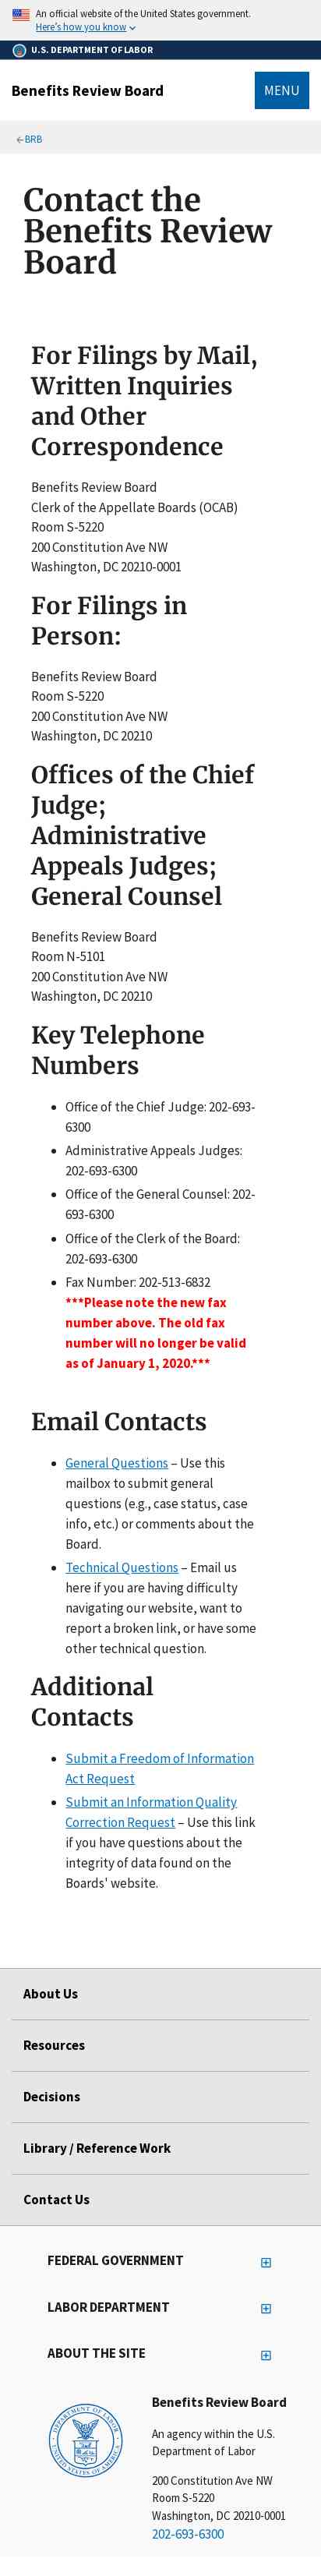 An official website of the United States government.
Here's how you know
U.S. DEPARTMENT OF LABOR
Benefits Review Board
MENU
BRB
Contact the
Benefits Review
Board
For Filings by Mail,
Written Inquiries
and Other
Correspondence
Benefits Review Board
Clerk of the Appellate Boards (OCAB)
Room S-5220
200 Constitution Ave NW
Washington, DC 20210-0001
For Filings in
Person:
Benefits Review Board
Room S-5220
200 Constitution Ave NW
Washington, DC 20210
Offices of the Chief
Judge;
Administrative
Appeals Judges;
General Counsel
Benefits Review Board
Room N-5101
200 Constitution Ave NW
Washington, DC 20210
Key Telephone
Numbers
• Office of the Chief Judge: 202-693-
6300
• Administrative Appeals Judges:
202-693-6300
• Office of the General Counsel: 202-
693-6300
• Office of the Clerk of the Board:
202-693-6300
• Fax Number: 202-513-6832
***Please note the new fax
number above. The old fax
number will no longer be valid
as of January 1, 2020.***
Email Contacts
• General Questions – Use this
mailbox to submit general
questions (e.g., case status, case
info, etc.) or comments about the
Board.
• Technical Questions – Email us
here if you are having difficulty
navigating our website, want to
report a broken link, or have some
other technical question.
Additional
Contacts
• Submit a Freedom of Information
Act Request
• Submit an Information Quality
Correction Request – Use this link
if you have questions about the
integrity of data found on the
Boards' website.
About Us
Resources
Decisions
Library / Reference Work
Contact Us
FEDERAL GOVERNMENT
LABOR DEPARTMENT
ABOUT THE SITE
DEPARTMENT OF LABOR
UNITED STATES OF AMERICA
Benefits Review Board
An agency within the U.S.
Department of Labor
200 Constitution Ave NW
Room S-5220
Washington, DC 20210-0001
202-693-6300